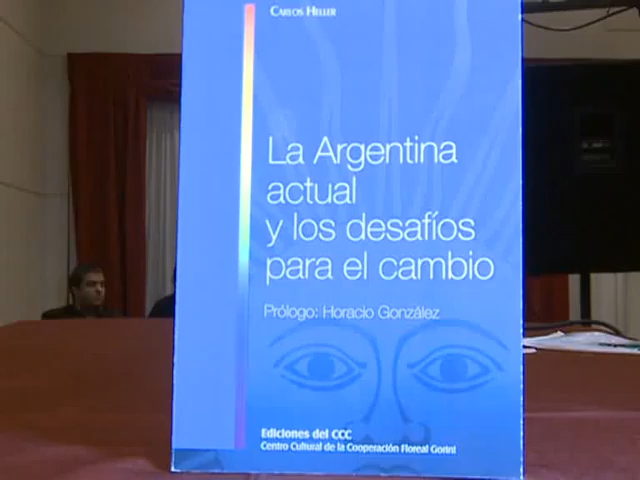 CARLOS HELLER
La Argentina
actual
y los desafíos
para el cambio
Prólogo: Horacio González
Ediciones del CCC
Centro Cultural de la Cooperación Floreal Gorini